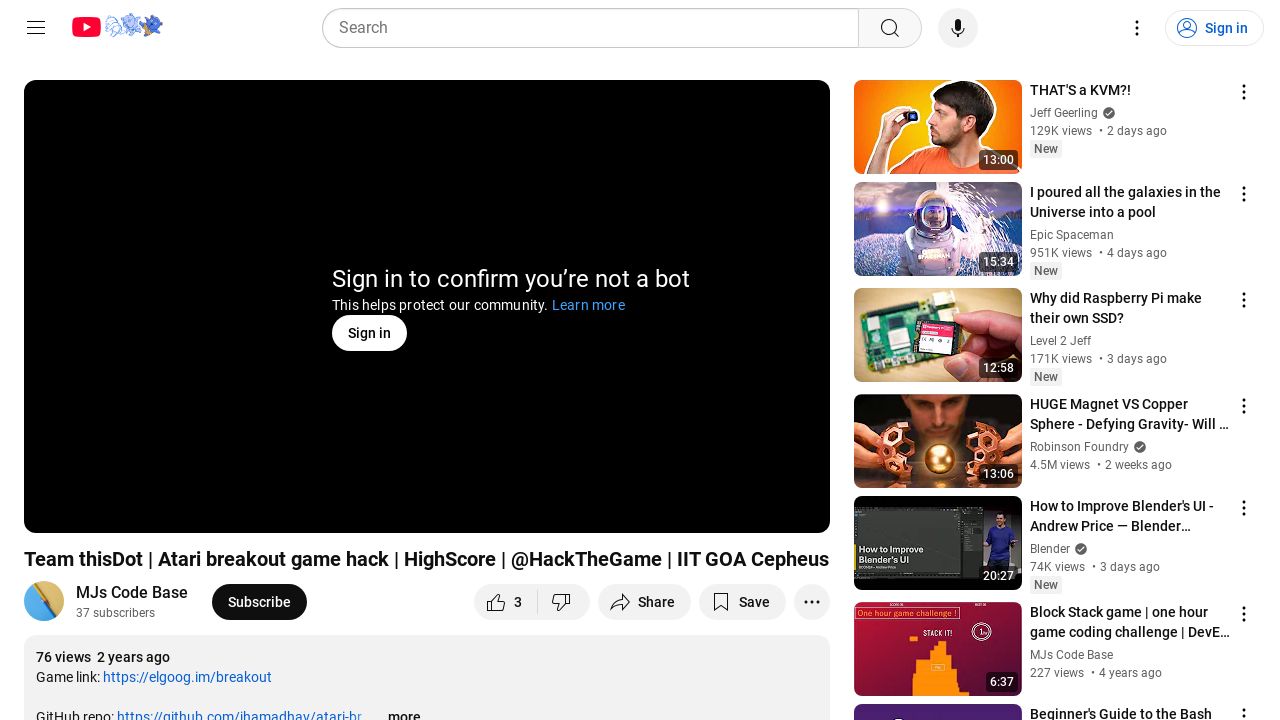 Search
Sign in
Sign in to confirm you’re not a bot
This helps protect our community. Learn more
Sign in
Team thisDot | Atari breakout game hack | HighScore | @HackTheGame | IIT GOA Cepheus
MJs Code Base
37 subscribers
Subscribe
3
Share
Save
76 views 2 years ago
Game link: https://elgoog.im/breakout
GitHub repo: https://github.com/jhamadhav/atari-br
...more
13:00
THAT'S a KVM?!
Jeff Geerling
129K views • 2 days ago
New
15:34
I poured all the galaxies in the
Universe into a pool
Epic Spaceman
951K views • 4 days ago
New
12:58
Why did Raspberry Pi make
their own SSD?
Level 2 Jeff
171K views • 3 days ago
New
13:06
HUGE Magnet VS Copper
Sphere - Defying Gravity- Will …
Robinson Foundry
4.5M views • 2 weeks ago
How to Improve
Blender's UI
20:27
How to Improve Blender's UI -
Andrew Price — Blender…
Blender
74K views • 3 days ago
New
One hour game challenge !
STACK IT!
6:37
Block Stack game | one hour
game coding challenge | DevE…
MJs Code Base
227 views • 4 years ago
Beginner's Guide to the Bash